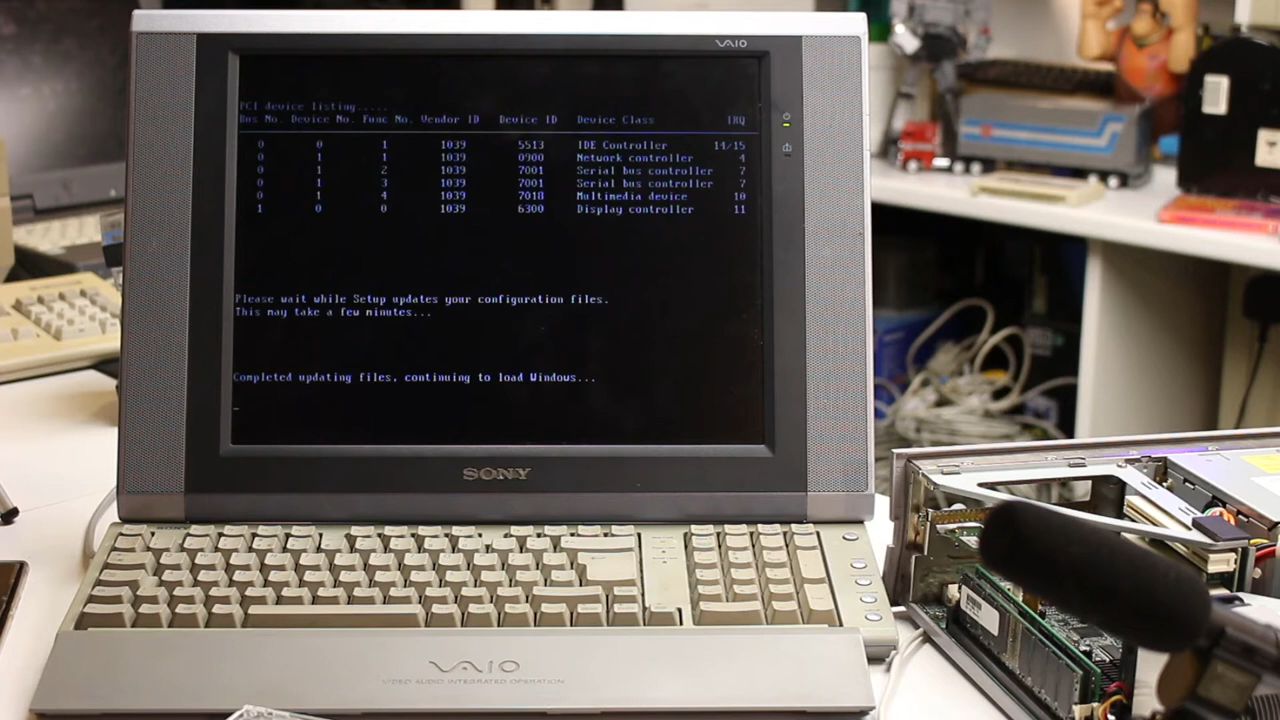 VAIO
PCI device listing.....
Bus No. Device No. Func No. Vendor ID Device ID Device Class IRQ
0 0 1 1039 5513 IDE Controller 14/15
0 1 1 1039 0900 Network controller 4
0 1 2 1039 7001 Serial bus controller 7
0 1 3 1039 7001 Serial bus controller 7
0 1 4 1039 7018 Multimedia device 10
1 0 0 1039 6300 Display controller 11
Please wait while Setup updates your configuration files.
This may take a few minutes...
Completed updating files, continuing to load Windows...
_
SONY
SONY
VAIO
VIDEO AUDIO INTEGRATED OPERATION